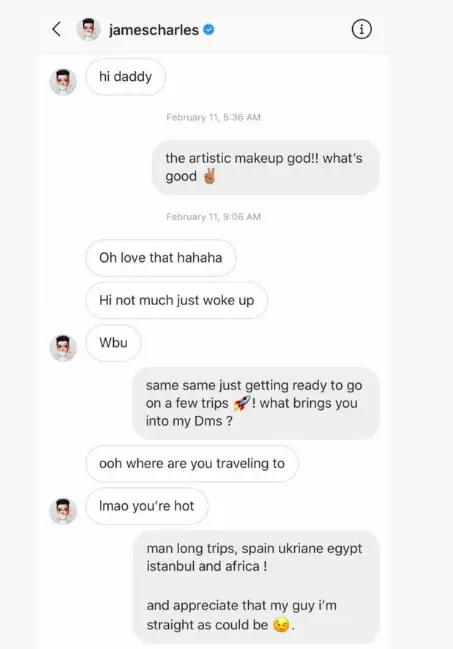 jamescharles
hi daddy
February 11, 5:36 AM
the artistic makeup god!! what's
good ✌🏽
February 11, 9:06 AM
Oh love that hahaha
Hi not much just woke up
Wbu
same same just getting ready to go
on a few trips 🚀! what brings you
into my Dms ?
ooh where are you traveling to
lmao you're hot
man long trips, spain ukriane egypt
istanbul and africa !
and appreciate that my guy i'm
straight as could be 😉.